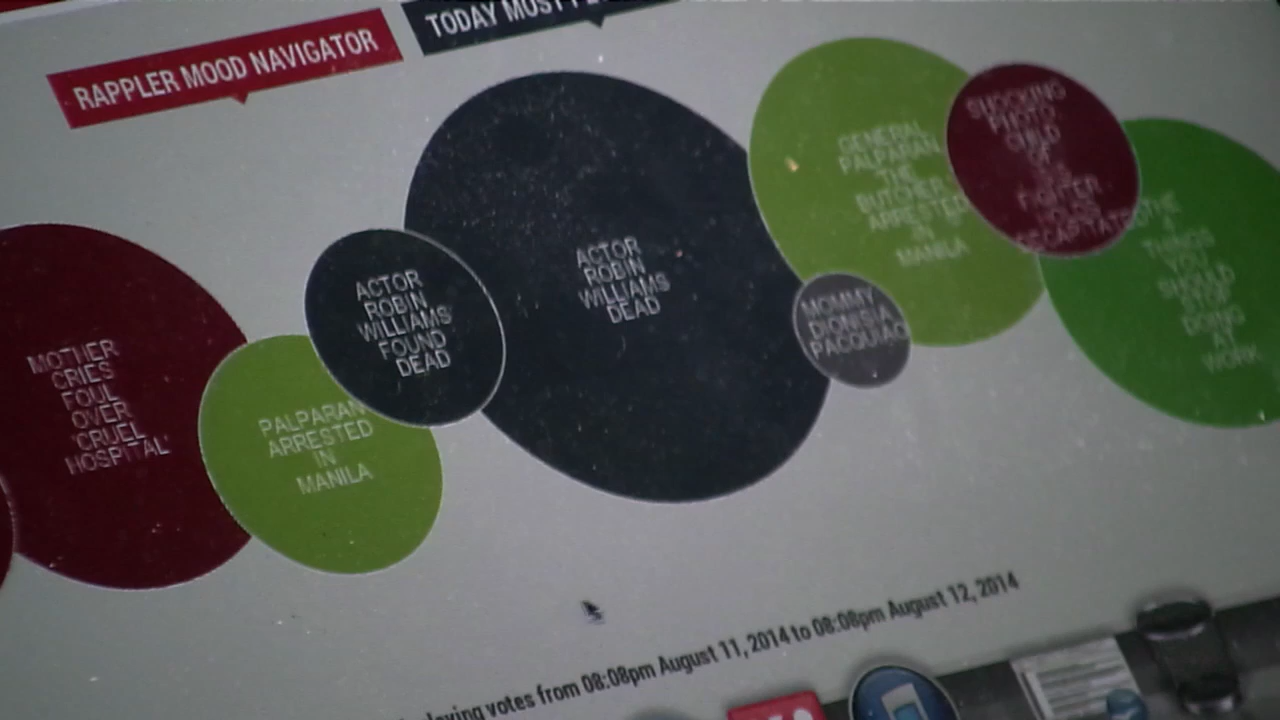 RAPPLER MOOD NAVIGATOR
TODAY MOST
MOTHER
CRIES
FOUL
OVER
'CRUEL
HOSPITAL'
PALPARAN
ARRESTED
IN
MANILA
ACTOR
ROBIN
WILLIAMS
FOUND
DEAD
ACTOR
ROBIN
WILLIAMS
DEAD
MOMMY
DIONISIA
PACQUIAO
GENERAL
PALPARAN
THE
BUTCHER
ARRESTED
IN
MANILA
SHOCKING
PHOTO
CHILD
OF
FIGHTER
THINGS
YOU
SHOULD
STOP
DOING
AT
WORK
votes from 08:08pm August 11, 2014 to 08:08pm August 12, 2014